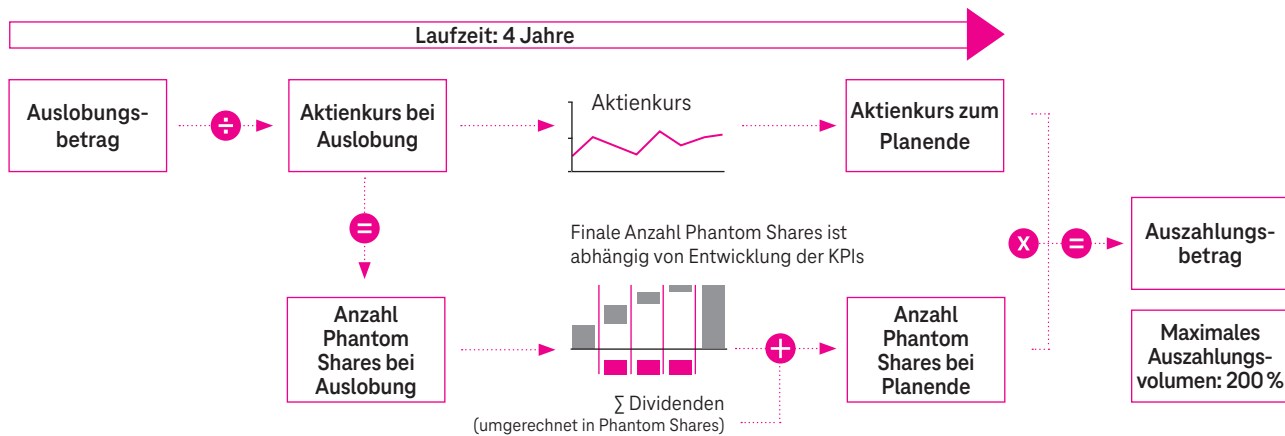 Laufzeit: 4 Jahre
Auslobungs-
betrag
÷
Aktienkurs bei
Auslobung
Aktienkurs
Aktienkurs zum
Planende
=
Finale Anzahl Phantom Shares ist
abhängig von Entwicklung der KPIs
x
=
Auszahlungs-
betrag
Anzahl
Phantom
Shares bei
Auslobung
+
Anzahl
Phantom
Shares bei
Planende
Maximales
Auszahlungs-
volumen: 200 %
∑ Dividenden
(umgerechnet in Phantom Shares)